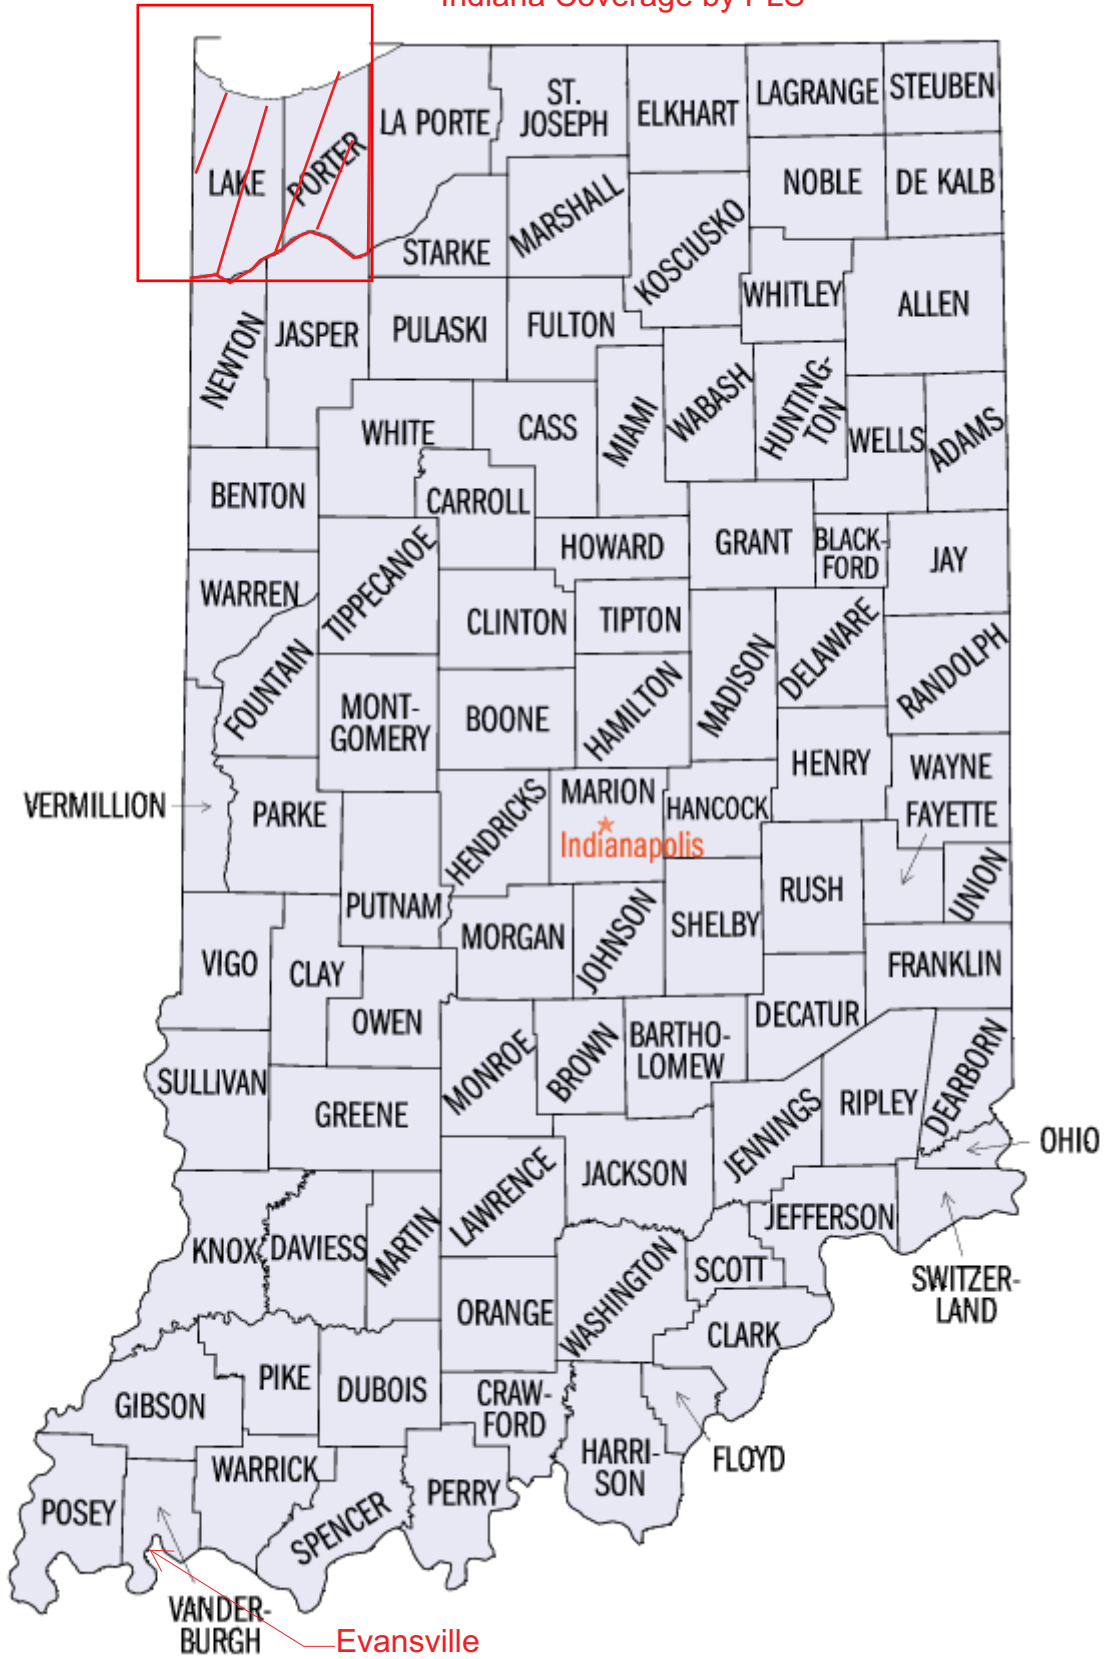 Indiana Coverage by PLS
LA PORTE
ST.
JOSEPH
ELKHART
LAGRANGE
STEUBEN
LAKE
PORTER
NOBLE
DE KALB
STARKE
MARSHALL
KOSCIUSKO
WHITLEY
ALLEN
NEWTON
JASPER
PULASKI
FULTON
WHITE
CASS
MIAMI
WABASH
HUNTING-
TON
WELLS
ADAMS
BENTON
CARROLL
HOWARD
GRANT
BLACK-
FORD
JAY
WARREN
TIPPECANOE
CLINTON
TIPTON
MADISON
DELAWARE
RANDOLPH
FOUNTAIN
MONT-
GOMERY
BOONE
HAMILTON
HENRY
WAYNE
VERMILLION
PARKE
HENDRICKS
MARION
Indianapolis
HANCOCK
FAYETTE
PUTNAM
RUSH
UNION
VIGO
CLAY
MORGAN
JOHNSON
SHELBY
FRANKLIN
OWEN
DECATUR
SULLIVAN
GREENE
MONROE
BROWN
BARTHO-
LOMEW
JENNINGS
RIPLEY
DEARBORN
OHIO
LAWRENCE
JACKSON
KNOX
DAVIESS
MARTIN
JEFFERSON
SWITZER-
LAND
ORANGE
WASHINGTON
SCOTT
CLARK
GIBSON
PIKE
DUBOIS
CRAW-
FORD
HARRI-
SON
FLOYD
POSEY
WARRICK
SPENCER
PERRY
VANDER-
BURGH
Evansville